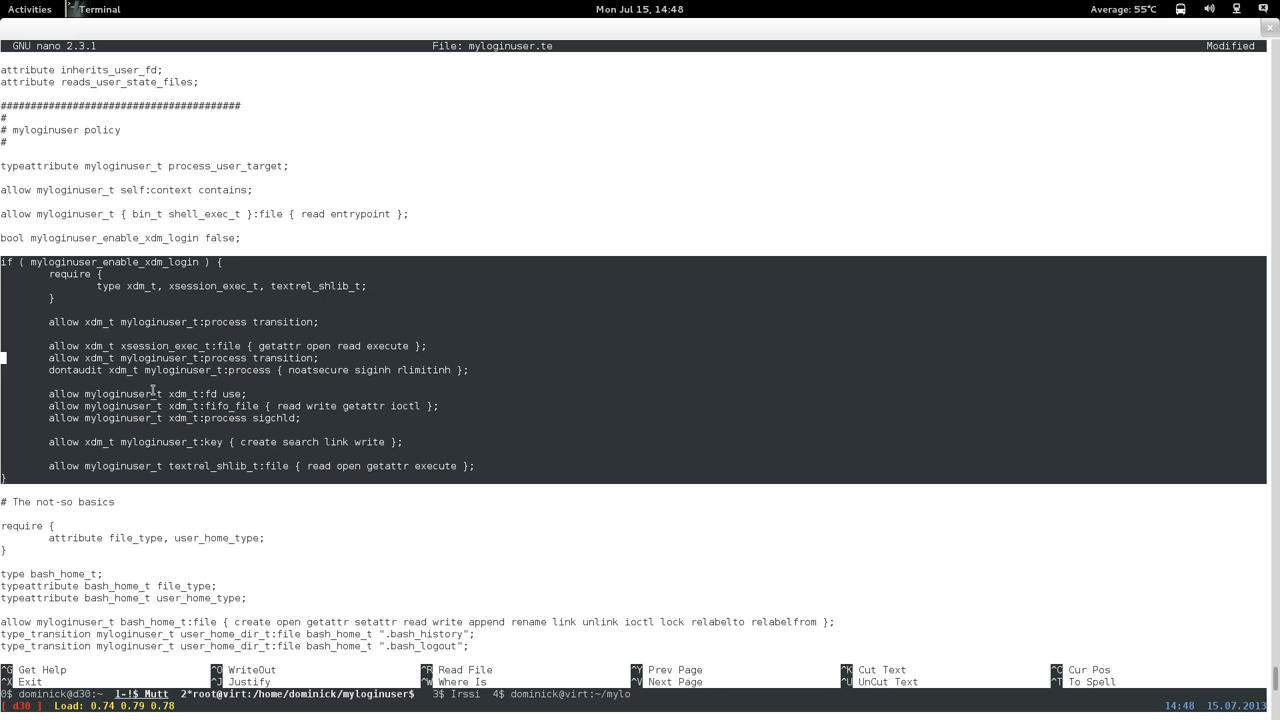 Activities Terminal Mon Jul 15, 14:48 Average: 55°C
GNU nano 2.3.1 File: myloginuser.te Modified
attribute inherits_user_fd;
attribute reads_user_state_files;
########################################
#
# myloginuser policy
#
typeattribute myloginuser_t process_user_target;
allow myloginuser_t self:context contains;
allow myloginuser_t { bin_t shell_exec_t }:file { read entrypoint };
bool myloginuser_enable_xdm_login false;
if ( myloginuser_enable_xdm_login ) {
require {
type xdm_t, xsession_exec_t, textrel_shlib_t;
}
allow xdm_t myloginuser_t:process transition;
allow xdm_t xsession_exec_t:file { getattr open read execute };
allow xdm_t myloginuser_t:process transition;
dontaudit xdm_t myloginuser_t:process { noatsecure siginh rlimitinh };
allow myloginuser_t xdm_t:fd use;
allow myloginuser_t xdm_t:fifo_file { read write getattr ioctl };
allow myloginuser_t xdm_t:process sigchld;
allow xdm_t myloginuser_t:key { create search link write };
allow myloginuser_t textrel_shlib_t:file { read open getattr execute };
}
# The not-so basics
require {
attribute file_type, user_home_type;
}
type bash_home_t;
typeattribute bash_home_t file_type;
typeattribute bash_home_t user_home_type;
allow myloginuser_t bash_home_t:file { create open getattr setattr read write append rename link unlink ioctl lock relabelto relabelfrom };
type_transition myloginuser_t user_home_dir_t:file bash_home_t ".bash_history";
type_transition myloginuser_t user_home_dir_t:file bash_home_t ".bash_logout";
^G Get Help ^O WriteOut ^R Read File ^Y Prev Page ^K Cut Text ^C Cur Pos
^X Exit ^J Justify ^W Where Is ^V Next Page ^U UnCut Text ^T To Spell
0$ dominick@d30:~ 1-!$ Mutt 2*root@virt:/home/dominick/myloginuser$ 3$ Irssi 4$ dominick@virt:~/mylo
[ d30 ] Load: 0.74 0.79 0.78 14:48 15.07.2013